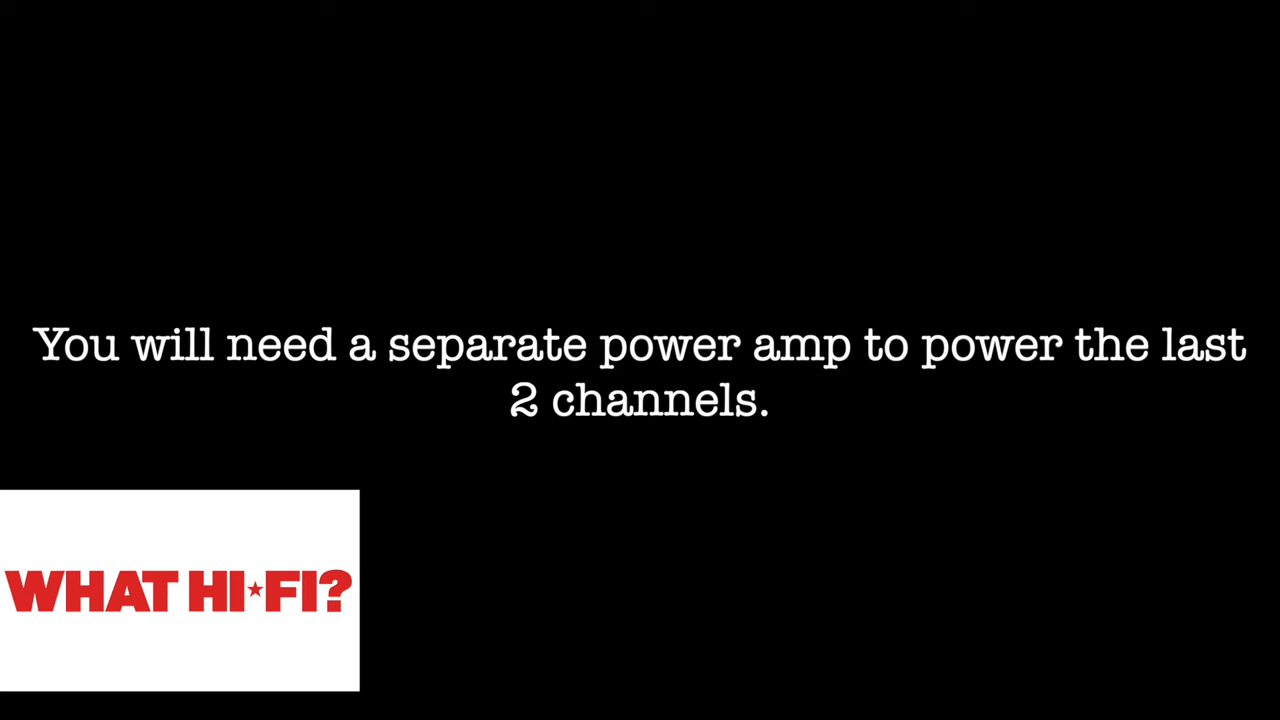 You will need a separate power amp to power the last
2 channels.
WHAT HI★FI?